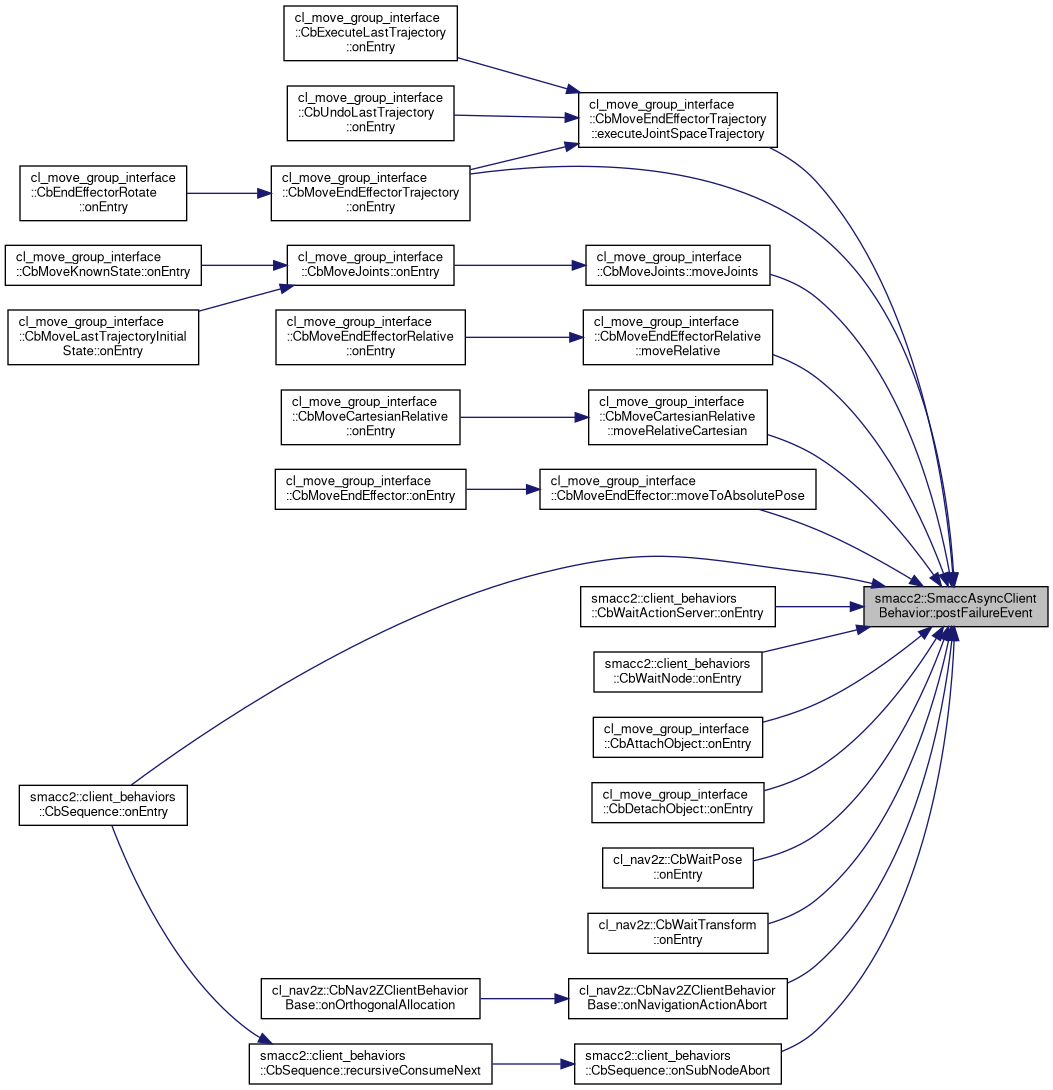 cl_move_group_interface
::CbExecuteLastTrajectory
::onEntry
cl_move_group_interface
::CbUndoLastTrajectory
::onEntry
cl_move_group_interface
::CbMoveEndEffectorTrajectory
::executeJointSpaceTrajectory
cl_move_group_interface
::CbEndEffectorRotate
::onEntry
cl_move_group_interface
::CbMoveEndEffectorTrajectory
::onEntry
cl_move_group_interface
::CbMoveKnownState::onEntry
cl_move_group_interface
::CbMoveJoints::onEntry
cl_move_group_interface
::CbMoveJoints::moveJoints
cl_move_group_interface
::CbMoveLastTrajectoryInitial
State::onEntry
cl_move_group_interface
::CbMoveEndEffectorRelative
::onEntry
cl_move_group_interface
::CbMoveEndEffectorRelative
::moveRelative
cl_move_group_interface
::CbMoveCartesianRelative
::onEntry
cl_move_group_interface
::CbMoveCartesianRelative
::moveRelativeCartesian
cl_move_group_interface
::CbMoveEndEffector::onEntry
cl_move_group_interface
::CbMoveEndEffector::moveToAbsolutePose
smacc2::SmaccAsyncClient
Behavior::postFailureEvent
smacc2::client_behaviors
::CbWaitActionServer::onEntry
smacc2::client_behaviors
::CbWaitNode::onEntry
cl_move_group_interface
::CbAttachObject::onEntry
smacc2::client_behaviors
::CbSequence::onEntry
cl_move_group_interface
::CbDetachObject::onEntry
cl_nav2z::CbWaitPose
::onEntry
cl_nav2z::CbWaitTransform
::onEntry
cl_nav2z::CbNav2ZClientBehavior
Base::onOrthogonalAllocation
cl_nav2z::CbNav2ZClientBehavior
Base::onNavigationActionAbort
smacc2::client_behaviors
::CbSequence::recursiveConsumeNext
smacc2::client_behaviors
::CbSequence::onSubNodeAbort